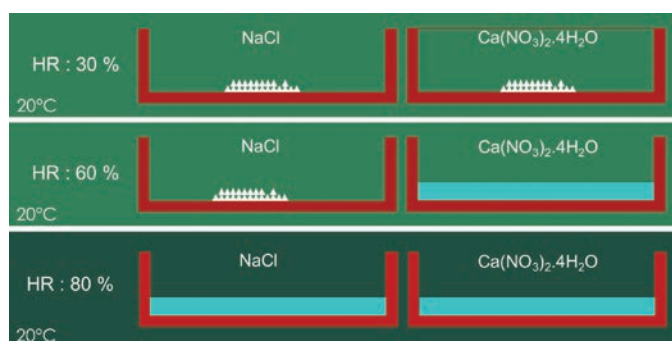 NaCl Ca(NO₃)₂.4H₂O
HR : 30 %
20°C
NaCl Ca(NO₃)₂.4H₂O
HR : 60 %
20°C
NaCl Ca(NO₃)₂.4H₂O
HR : 80 %
20°C